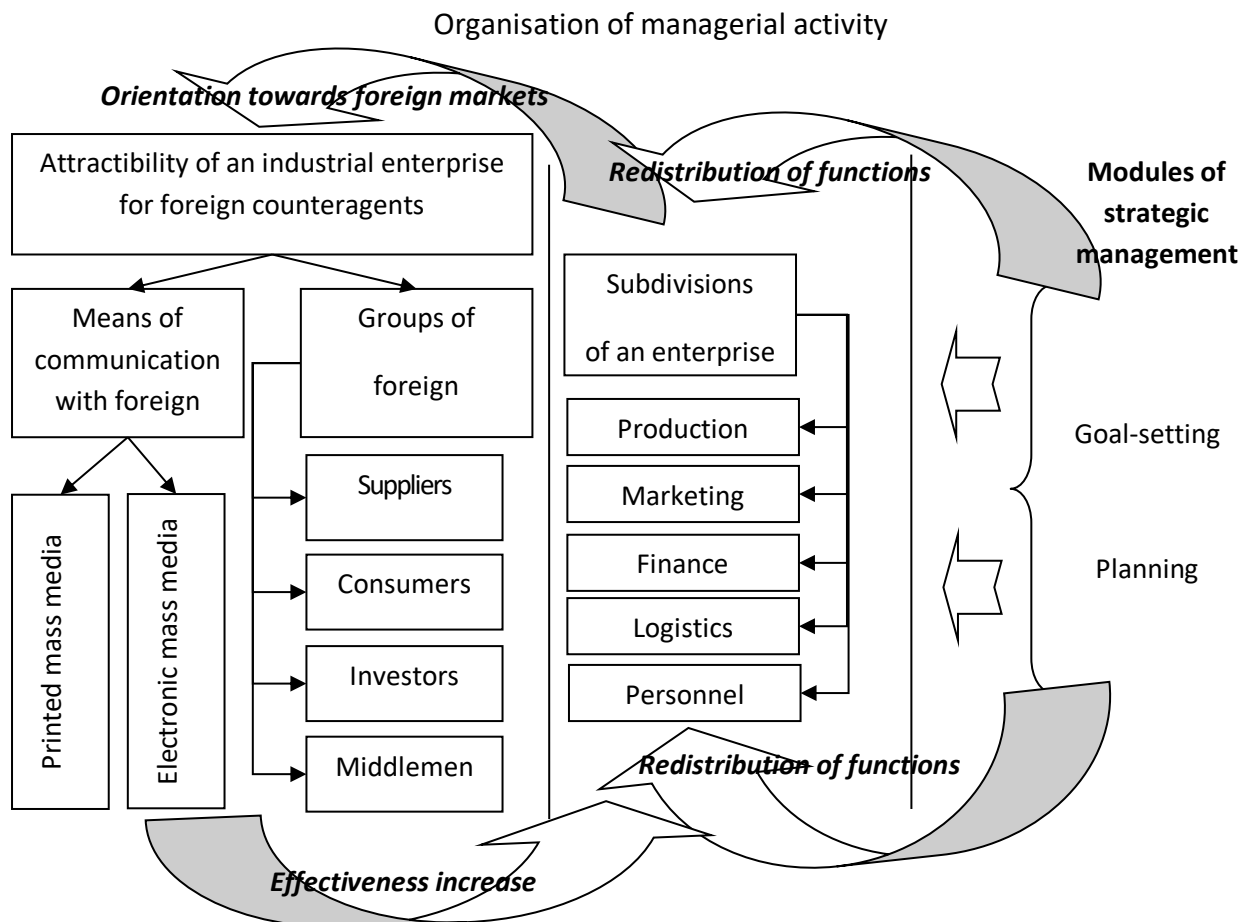 Organisation of managerial activity
Orientation towards foreign markets
Attractibility of an industrial enterprise
for foreign counteragents
Means of
communication
with foreign
Groups of
foreign
Printed mass media
Electronic mass media
Suppliers
Consumers
Investors
Middlemen
Effectiveness increase
Redistribution of functions
Subdivisions
of an enterprise
Production
Marketing
Finance
Logistics
Personnel
Redistribution of functions
Modules of
strategic
management
Goal-setting
Planning